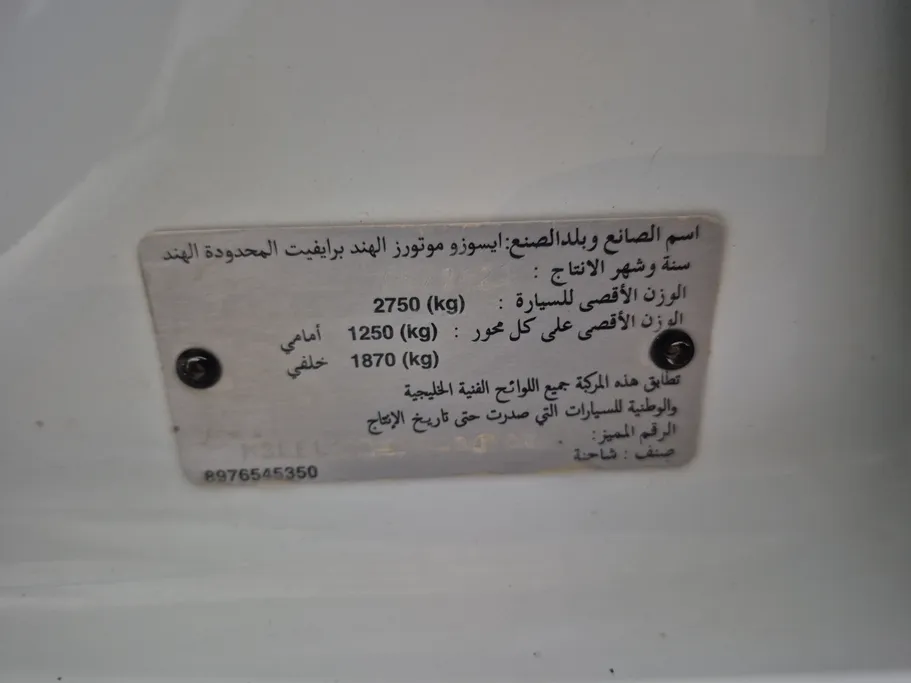 اسم الصانع وبلدالصنع:ايسوزو موتورز الهند برايفيت المحدودة الهند
سنة وشهر الانتاج :
الوزن الأقصى للسيارة : 2750 (kg)
الوزن الأقصى على كل محور : 1250 (kg) أمامي
1870 (kg) خلفي
تطابق هذه المركبة جميع اللوائح الفنية الخليجية
والوطنية للسيارات التي صدرت حتى تاريخ الإنتاج
الرقم المميز:
صنف : شاحنة
8976545350